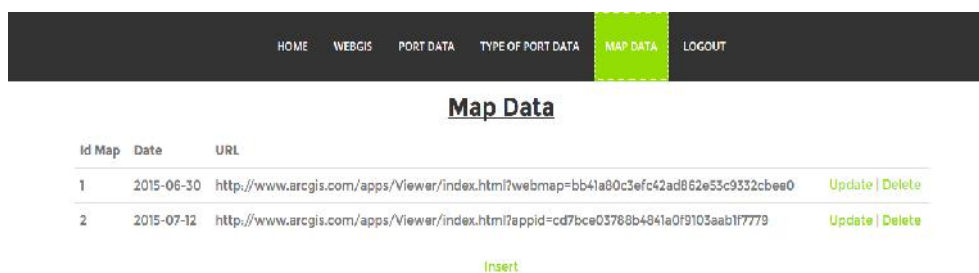 HOME WEBGIS PORT DATA TYPE OF PORT DATA MAP DATA LOGOUT
Map Data
Id Map Date URL
1 2015-06-30 http://www.arcgis.com/apps/Viewer/index.html?webmap=bb41a80c3efc42ad862e53c9332cbee0 Update | Delete
2 2015-07-12 http://www.arcgis.com/apps/Viewer/index.html?appid=cd7bce03788b4841a0f9103aab1f7779 Update | Delete
Insert